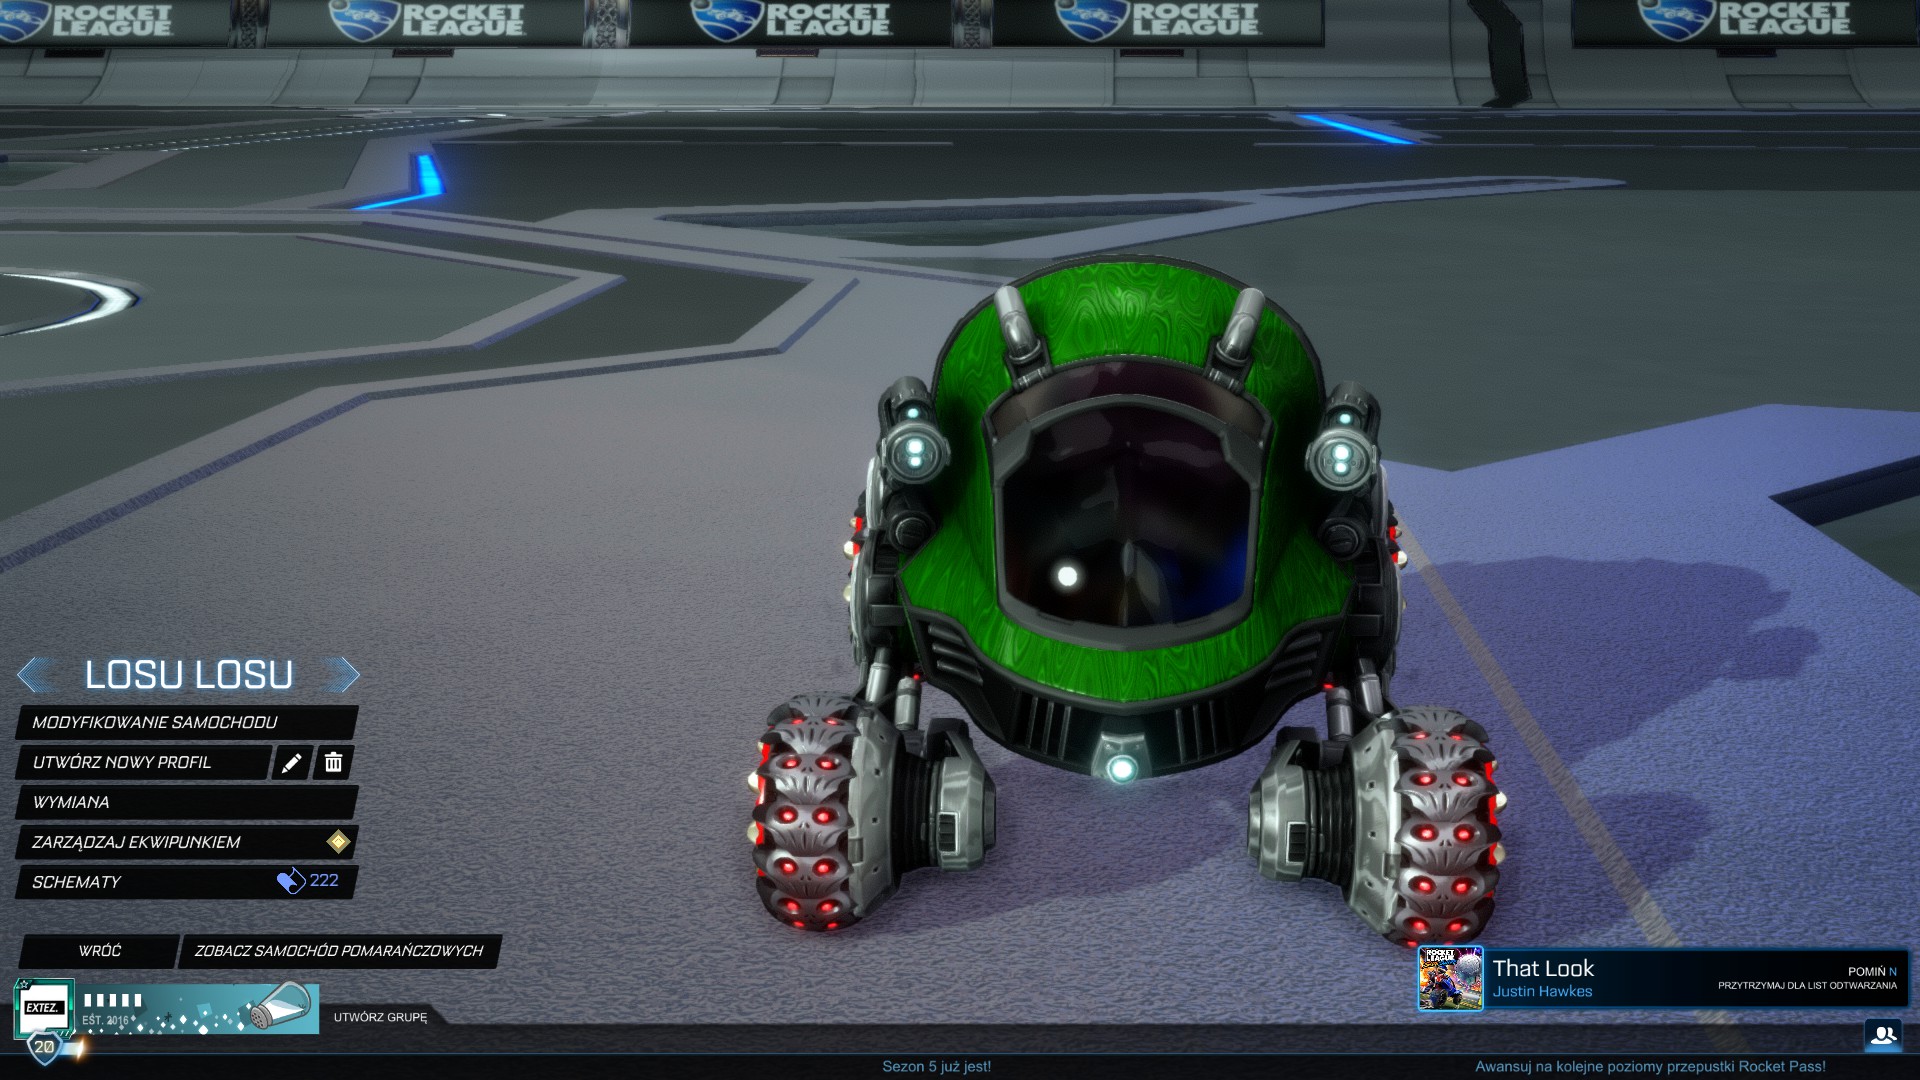 ROCKET
LEAGUE
ROCKET
LEAGUE
ROCKET
LEAGUE
ROCKET
LEAGUE
ROCKET
LEAGUE
LOSU LOSU
MODYFIKOWANIE SAMOCHODU
UTWÓRZ NOWY PROFIL
WYMIANA
ZARZĄDZAJ EKWIPUNKIEM
SCHEMATY 222
WRÓĆ ZOBACZ SAMOCHÓD POMARAŃCZOWYCH
EXTEZ.
EST. 2016
20
UTWÓRZ GRUPĘ
ROCKET
LEAGUE
That Look
Justin Hawkes
POMIŃ N
PRZYTRZYMAJ DLA LIST ODTWARZANIA
Sezon 5 już jest!
Awansuj na kolejne poziomy przepustki Rocket Pass!